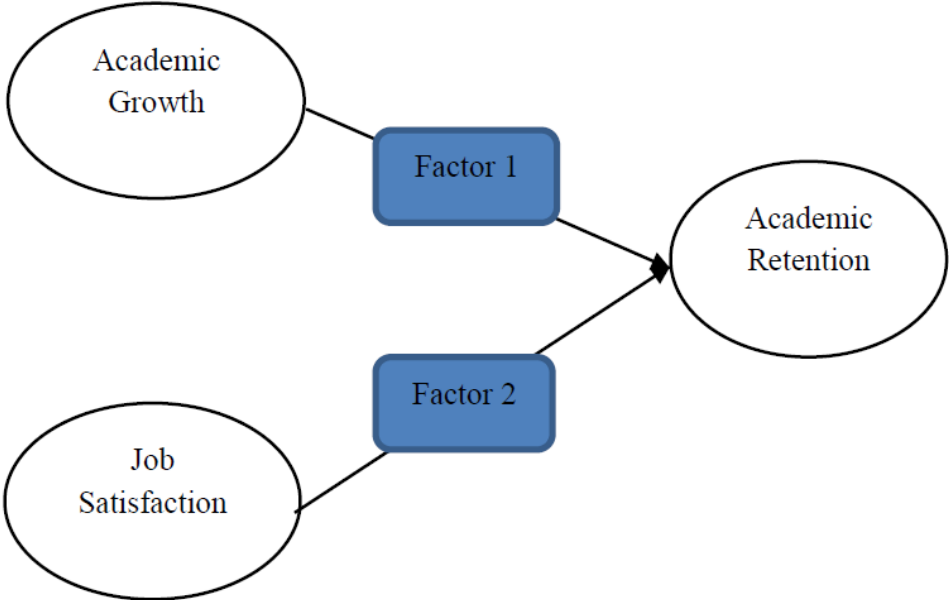 Academic
Growth
Factor 1
Academic
Retention
Factor 2
Job
Satisfaction